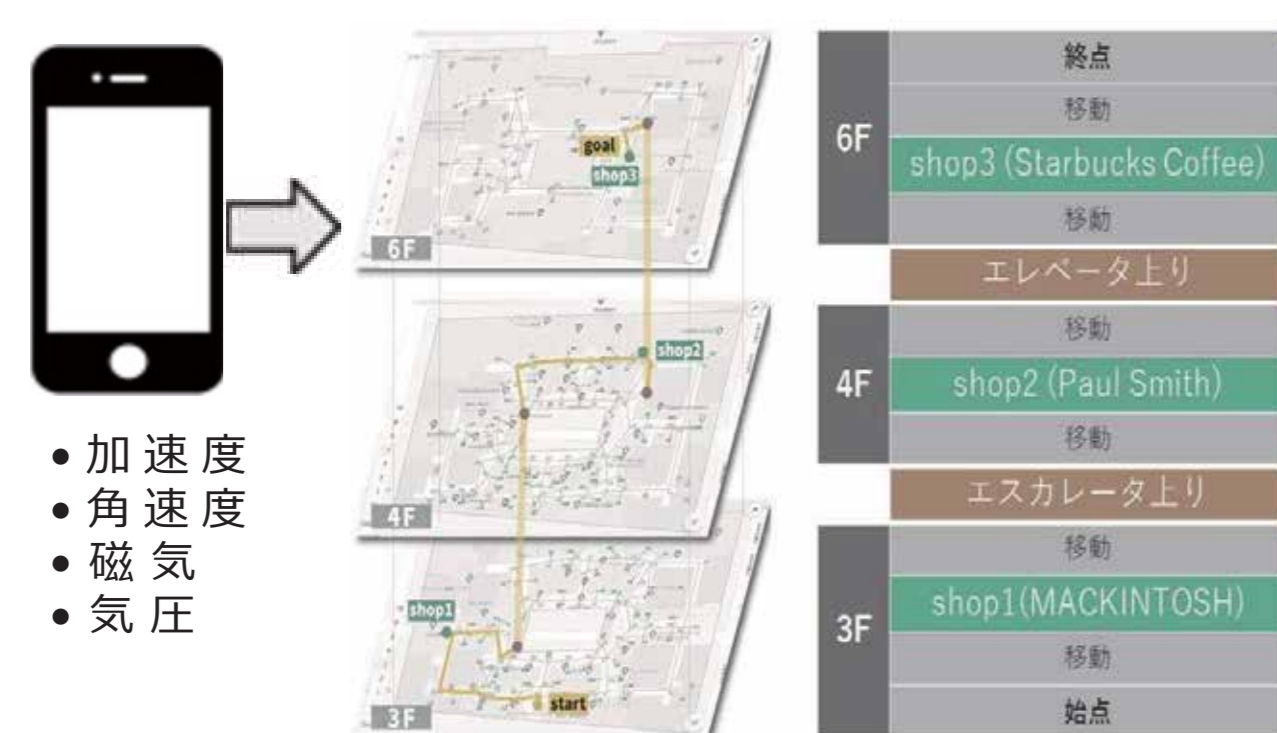 加速度
角速度
磁気
気圧
goal
shop3
6F
shop2
4F
shop1
start
3F
6F
終点
移動
shop3 (Starbucks Coffee)
移動
エレベータ上り
4F
移動
shop2 (Paul Smith)
移動
エスカレータ上り
3F
移動
shop1(MACKINTOSH)
移動
始点